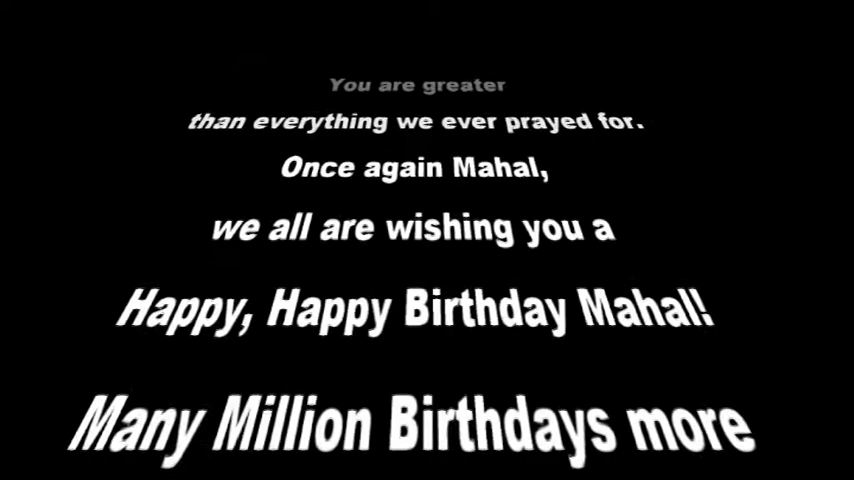 You are greater
than everything we ever prayed for.
Once again Mahal,
we all are wishing you a
Happy, Happy Birthday Mahal!
Many Million Birthdays more